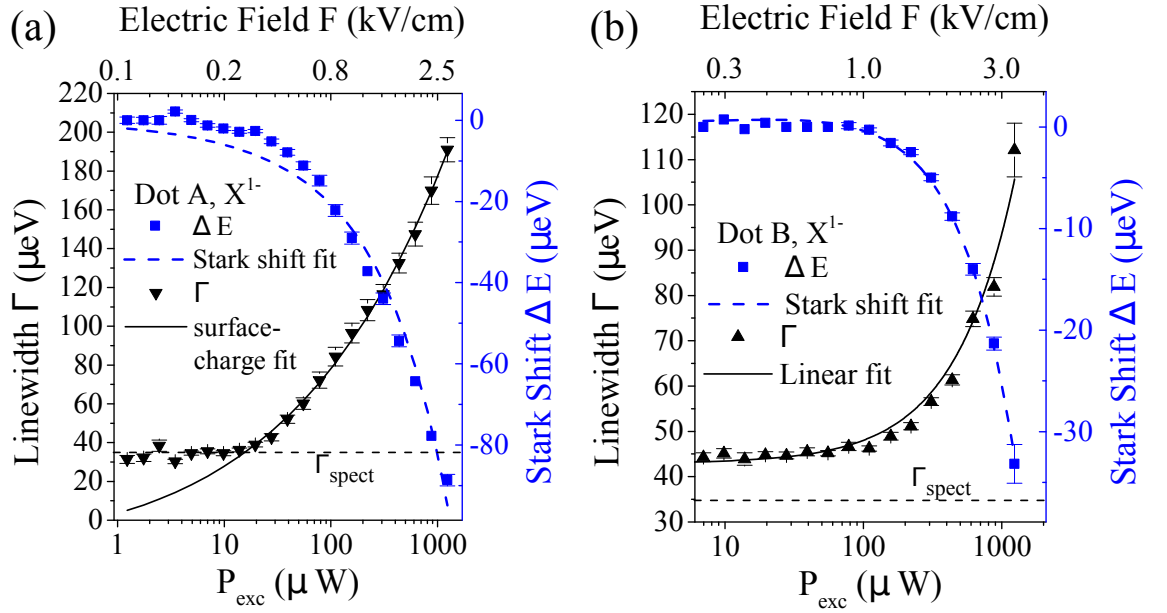 (a)
Electric Field F (kV/cm)
0.1 0.2 0.8 2.5
220
200
180
160
140
120
100
80
60
40
20
0
Linewidth Γ (μeV)
0
-20
-40
-60
-80
Stark Shift Δ E (μeV)
Dot A, X¹⁻
Δ E
Stark shift fit
Γ
surface-
charge fit
Γspect
1 10 100 1000
Pexc (μ W)
(b)
Electric Field F (kV/cm)
0.3 1.0 3.0
120
110
100
90
80
70
60
50
40
30
Linewidth Γ (μeV)
0
-10
-20
-30
Stark Shift Δ E (μeV)
Dot B, X¹⁻
Δ E
Stark shift fit
Γ
Linear fit
Γspect
10 100 1000
Pexc (μ W)